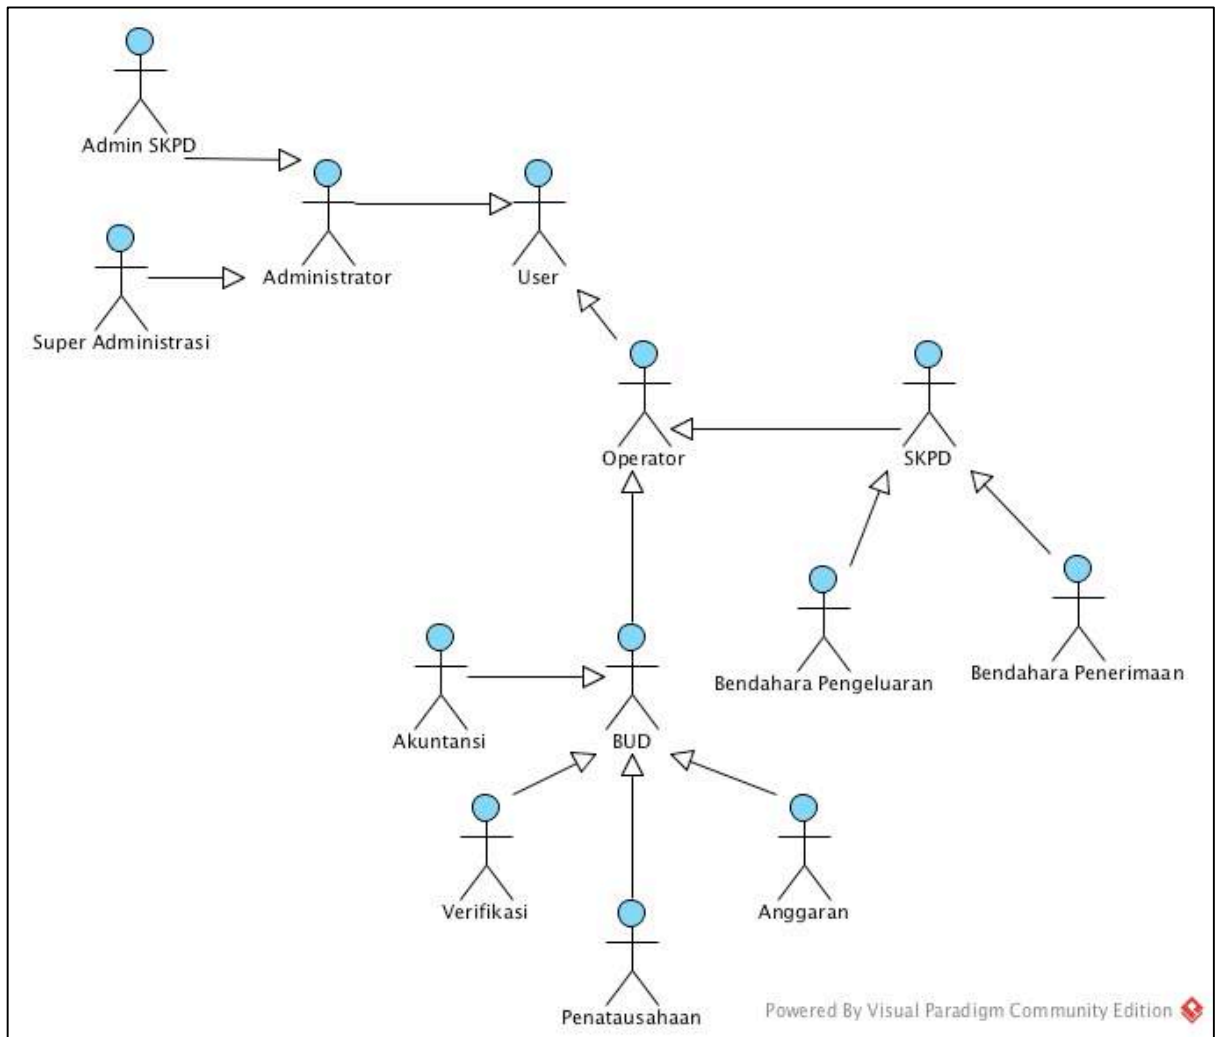 Admin SKPD
Administrator
User
Super Administrasi
Operator
SKPD
Bendahara Pengeluaran
Bendahara Penerimaan
Akuntansi
BUD
Verifikasi
Anggaran
Penatausahaan
Powered By Visual Paradigm Community Edition